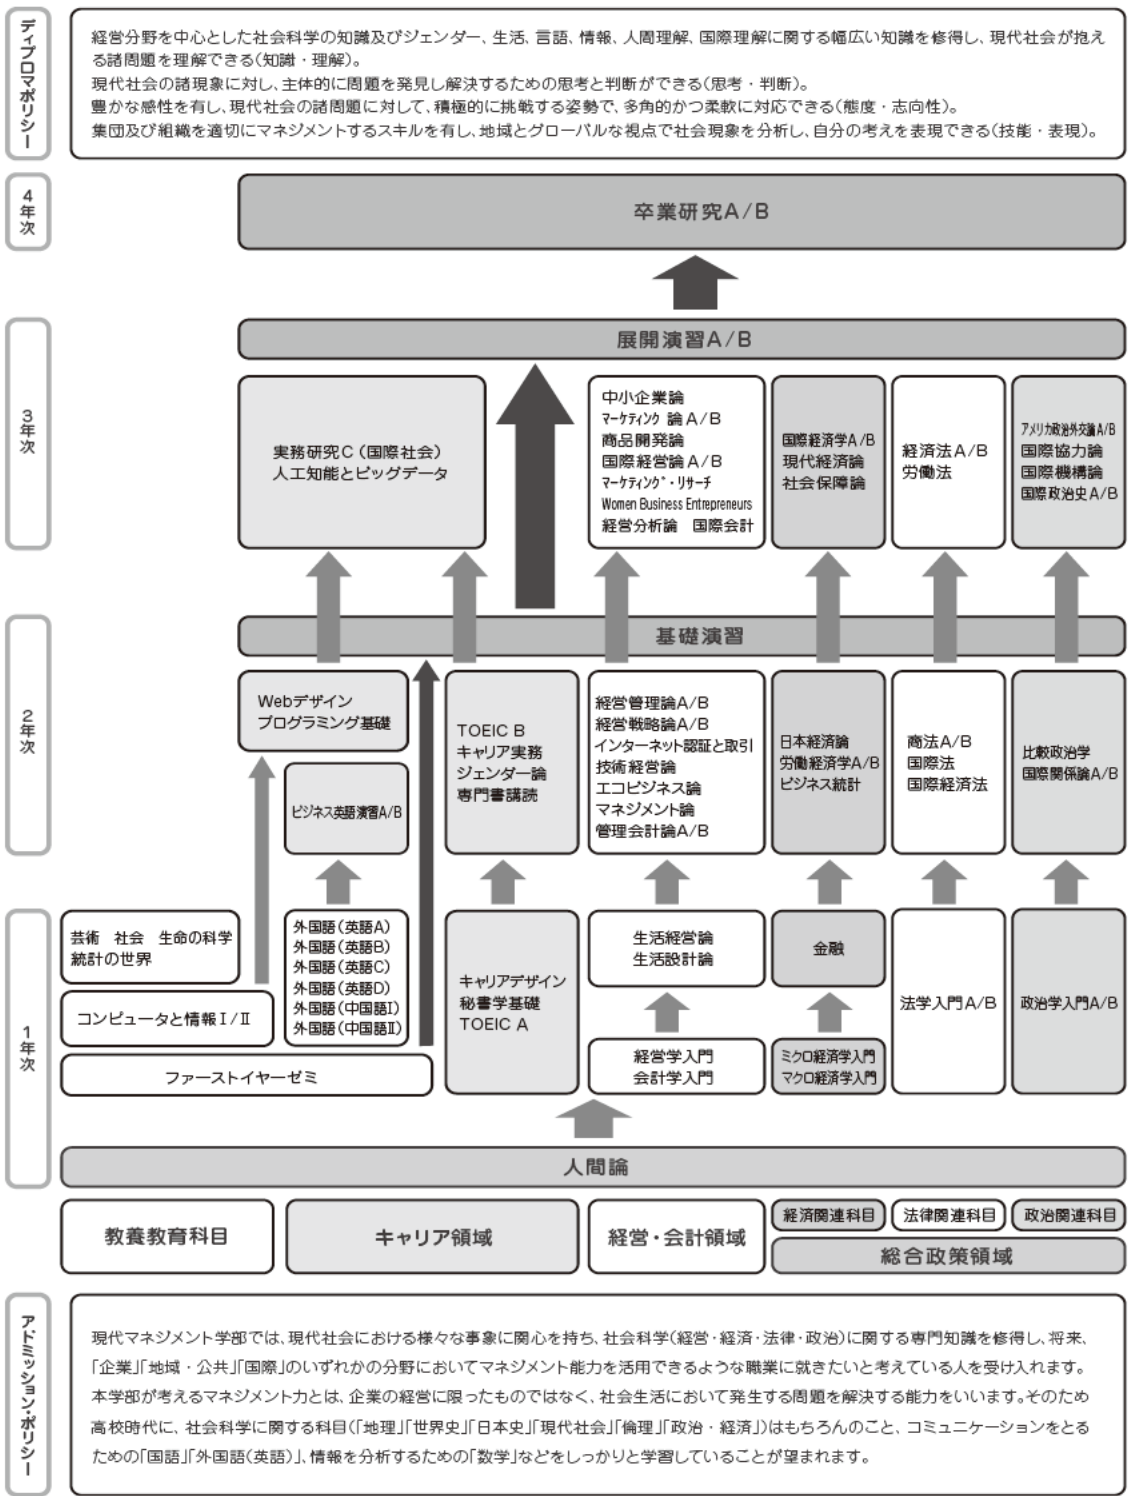 ディプロマポリシー
経営分野を中心とした社会科学の知識及びジェンダー、生活、言語、情報、人間理解、国際理解に関する幅広い知識を修得し、現代社会が抱え
る諸問題を理解できる(知識・理解)。
現代社会の諸現象に対し、主体的に問題を発見し解決するための思考と判断ができる(思考・判断)。
豊かな感性を有し、現代社会の諸問題に対して、積極的に挑戦する姿勢で、多角的かつ柔軟に対応できる(態度・志向性)。
集団及び組織を適切にマネジメントするスキルを有し、地域とグローバルな視点で社会現象を分析し、自分の考えを表現できる(技能・表現)。
4年次
卒業研究A/B
3年次
展開演習A/B
実務研究C(国際社会)
人工知能とビッグデータ
中小企業論
マーケティング 論A/B
商品開発論
国際経営論A/B
マーケティング・リサーチ
Women Business Entrepreneurs
経営分析論 国際会計
国際経済学A/B
現代経済論
社会保障論
経済法A/B
労働法
アメリカ政治外交論A/B
国際協力論
国際機構論
国際政治史A/B
2年次
基礎演習
Webデザイン
プログラミング基礎
ビジネス英語演習A/B
TOEIC B
キャリア実務
ジェンダー論
専門書講読
経営管理論A/B
経営戦略論A/B
インターネット認証と取引
技術経営論
エコビジネス論
マネジメント論
管理会計論A/B
日本経済論
労働経済学A/B
ビジネス統計
商法A/B
国際法
国際経済法
比較政治学
国際関係論A/B
1年次
芸術 社会 生命の科学
統計の世界
コンピュータと情報Ⅰ/Ⅱ
ファーストイヤーゼミ
外国語(英語A)
外国語(英語B)
外国語(英語C)
外国語(英語D)
外国語(中国語Ⅰ)
外国語(中国語Ⅱ)
キャリアデザイン
秘書学基礎
TOEIC A
生活経営論
生活設計論
経営学入門
会計学入門
金融
ミクロ経済学入門
マクロ経済学入門
法学入門A/B
政治学入門A/B
人間論
教養教育科目
キャリア領域
経営・会計領域
経済関連科目
法律関連科目
政治関連科目
総合政策領域
アドミッション・ポリシー
現代マネジメント学部では、現代社会における様々な事象に関心を持ち、社会科学(経営・経済・法律・政治)に関する専門知識を修得し、将来、
「企業」「地域・公共」「国際」のいずれかの分野においてマネジメント能力を活用できるような職業に就きたいと考えている人を受け入れます。
本学部が考えるマネジメント力とは、企業の経営に限ったものではなく、社会生活において発生する問題を解決する能力をいいます。そのため
高校時代に、社会科学に関する科目(「地理」「世界史」「日本史」「現代社会」「倫理」「政治・経済」)はもちろんのこと、コミュニケーションをとる
ための「国語」「外国語(英語)」、情報を分析するための「数学」などをしっかりと学習していることが望まれます。